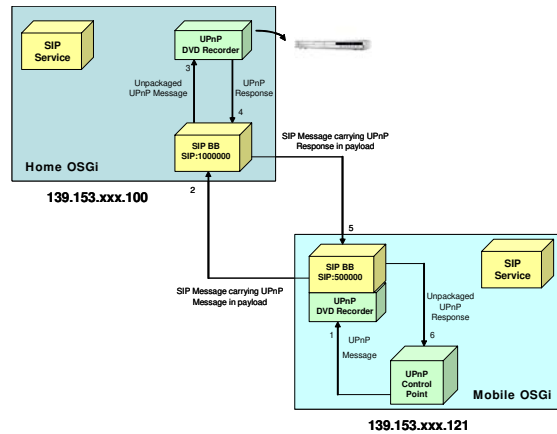 SIP
Service
UPnP
DVD Recorder
3
Unpackaged
UPnP Message
UPnP
Response
4
SIP BB
SIP:1000000
Home OSGi
SIP Message carrying UPnP
Response in payload
139.153.xxx.100
2
5
SIP Message carrying UPnP
Message in payload
SIP BB
SIP:500000
UPnP
DVD Recorder
SIP
Service
Unpackaged
UPnP
Response
1
UPnP
Message
6
UPnP
Control
Point
Mobile OSGi
139.153.xxx.121